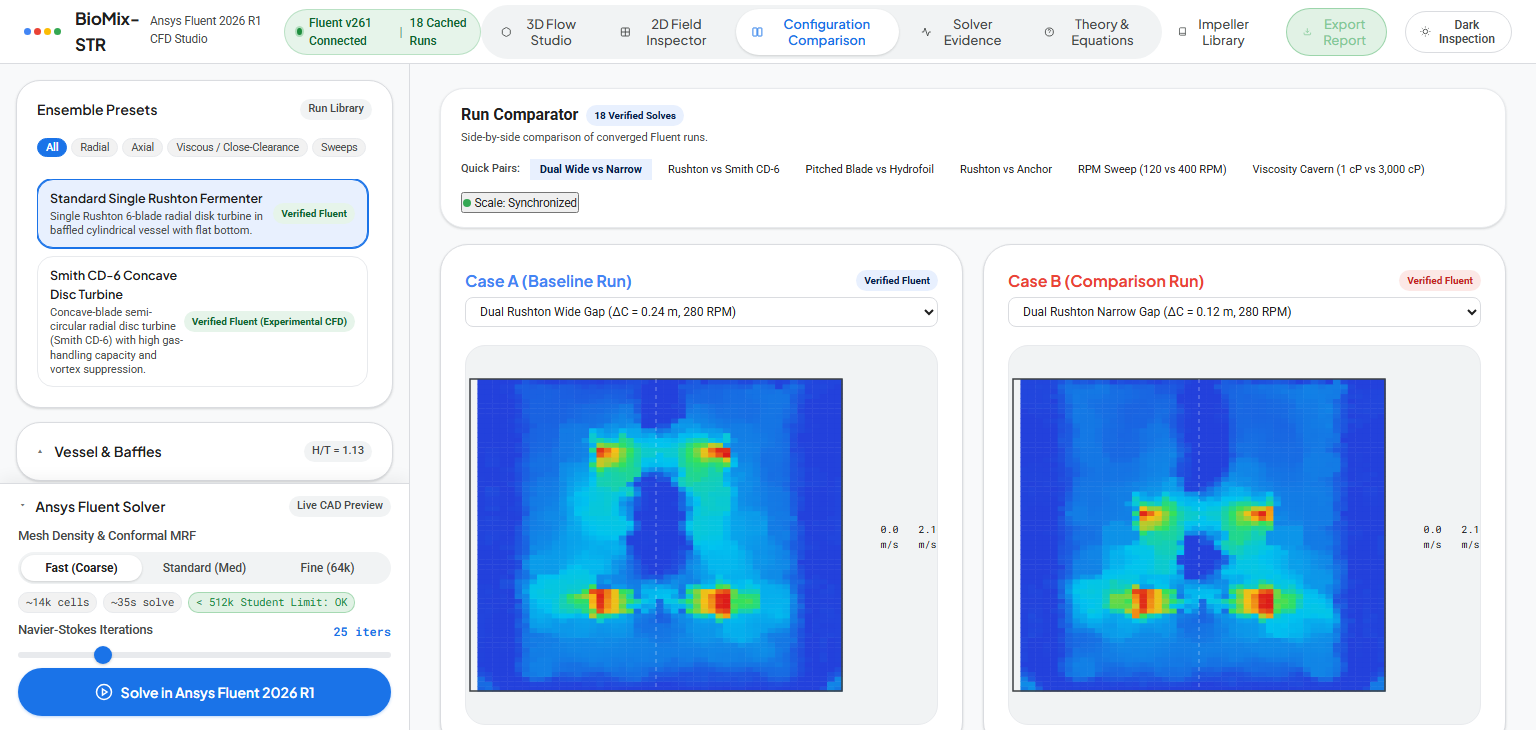 BioMix-
STR
Ansys Fluent 2026 R1
CFD Studio
Fluent v261
Connected
|
18 Cached
Runs
3D Flow
Studio
2D Field
Inspector
Configuration
Comparison
Solver
Evidence
Theory &
Equations
Impeller
Library
Export
Report
Dark
Inspection
Ensemble Presets
Run Library
All
Radial
Axial
Viscous / Close-Clearance
Sweeps
Standard Single Rushton Fermenter
Single Rushton 6-blade radial disk turbine in
baffled cylindrical vessel with flat bottom.
Verified Fluent
Smith CD-6 Concave
Disc Turbine
Concave-blade semi-
circular radial disc turbine
(Smith CD-6) with high gas-
handling capacity and
vortex suppression.
Verified Fluent (Experimental CFD)
Vessel & Baffles
H/T = 1.13
Ansys Fluent Solver
Live CAD Preview
Mesh Density & Conformal MRF
Fast (Coarse)
Standard (Med)
Fine (64k)
~14k cells
~35s solve
< 512k Student Limit: OK
Navier-Stokes Iterations
25 iters
Solve in Ansys Fluent 2026 R1
Run Comparator
18 Verified Solves
Side-by-side comparison of converged Fluent runs.
Quick Pairs:
Dual Wide vs Narrow
Rushton vs Smith CD-6
Pitched Blade vs Hydrofoil
Rushton vs Anchor
RPM Sweep (120 vs 400 RPM)
Viscosity Cavern (1 cP vs 3,000 cP)
Scale: Synchronized
Case A (Baseline Run)
Verified Fluent
Dual Rushton Wide Gap (ΔC = 0.24 m, 280 RPM)
0.0
m/s
2.1
m/s
Case B (Comparison Run)
Verified Fluent
Dual Rushton Narrow Gap (ΔC = 0.12 m, 280 RPM)
0.0
m/s
2.1
m/s